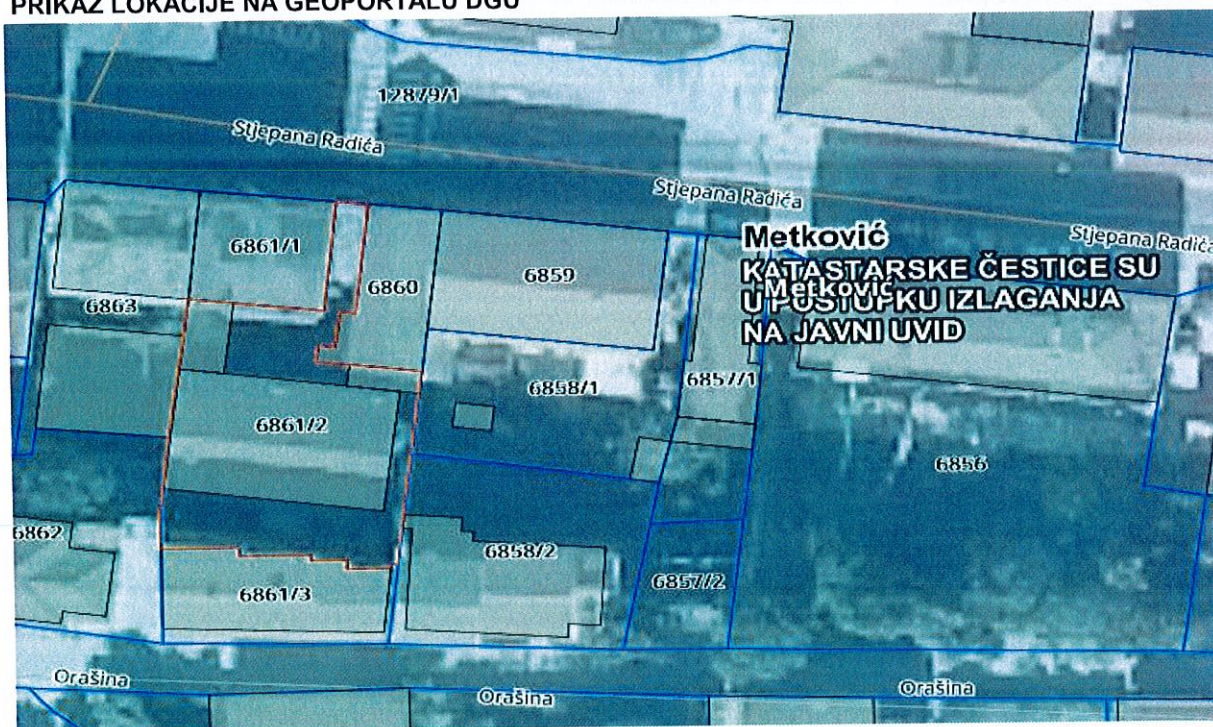 PRIKAZ LOKACIJE NA GEOPORTALU DGU
12879/1
Stjepana Radića
Stjepana Radića
Stjepana Radića
Metković
KATASTARSKE ČESTICE SU
Metković
U POSTUPKU IZLAGANJA
NA JAVNI UVID
6861/1
6860
6859
6863
6858/1
6857/1
6861/2
6856
6862
6858/2
6857/2
6861/3
Orašina
Orašina
Orašina